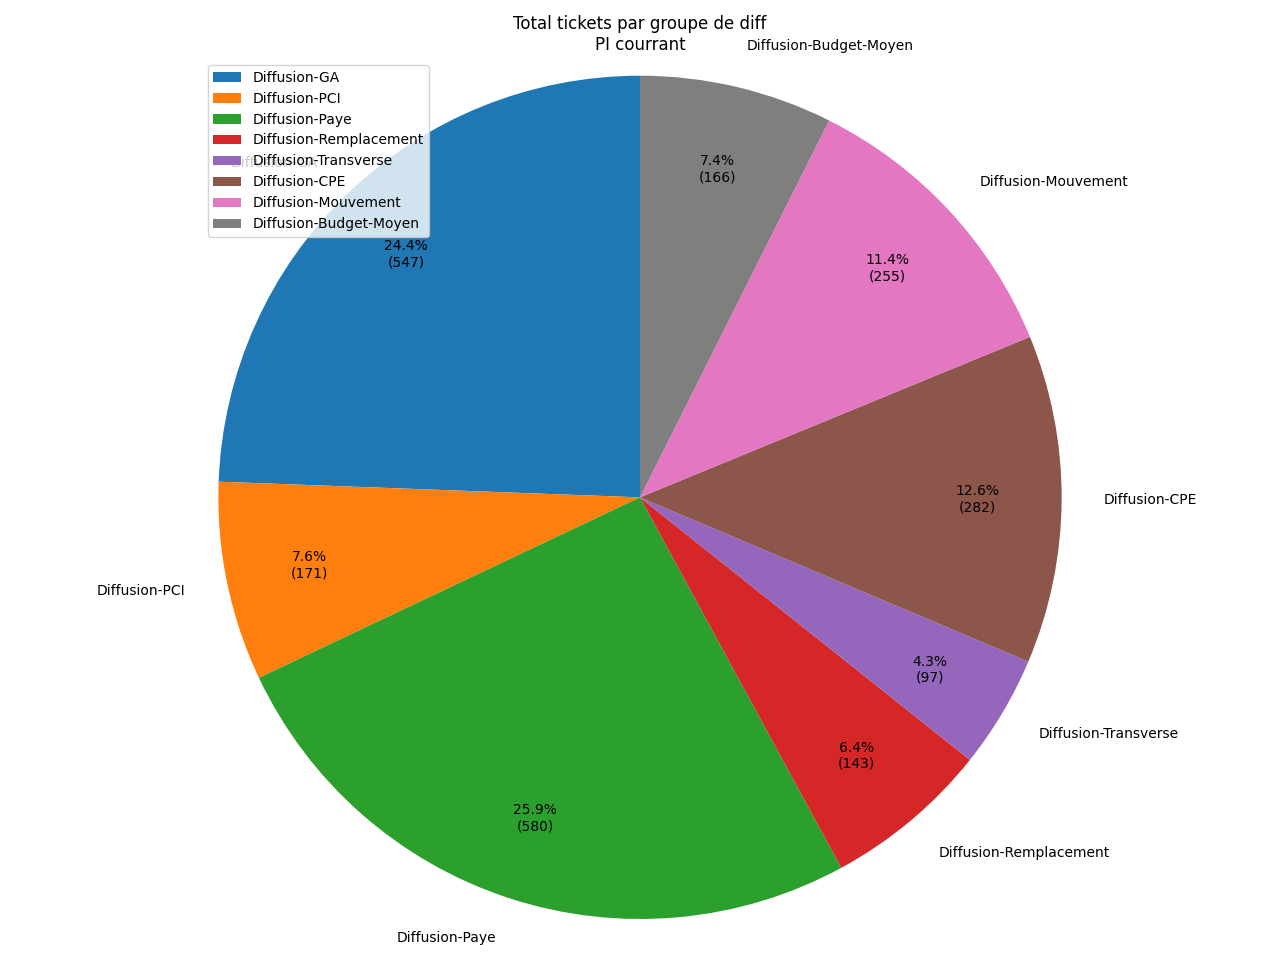 Total tickets par groupe de diff
PI courrant
Diffusion-GA
Diffusion-PCI
Diffusion-Paye
Diffusion-Remplacement
Diffusion-Transverse
Diffusion-CPE
Diffusion-Mouvement
Diffusion-Budget-Moyen
Diffusion-Budget-Moyen
7.4%
(166)
Diffusion-Mouvement
11.4%
(255)
24.4%
(547)
Diffusion-CPE
12.6%
(282)
Diffusion-PCI
7.6%
(171)
Diffusion-Transverse
4.3%
(97)
Diffusion-Remplacement
6.4%
(143)
Diffusion-Paye
25.9%
(580)